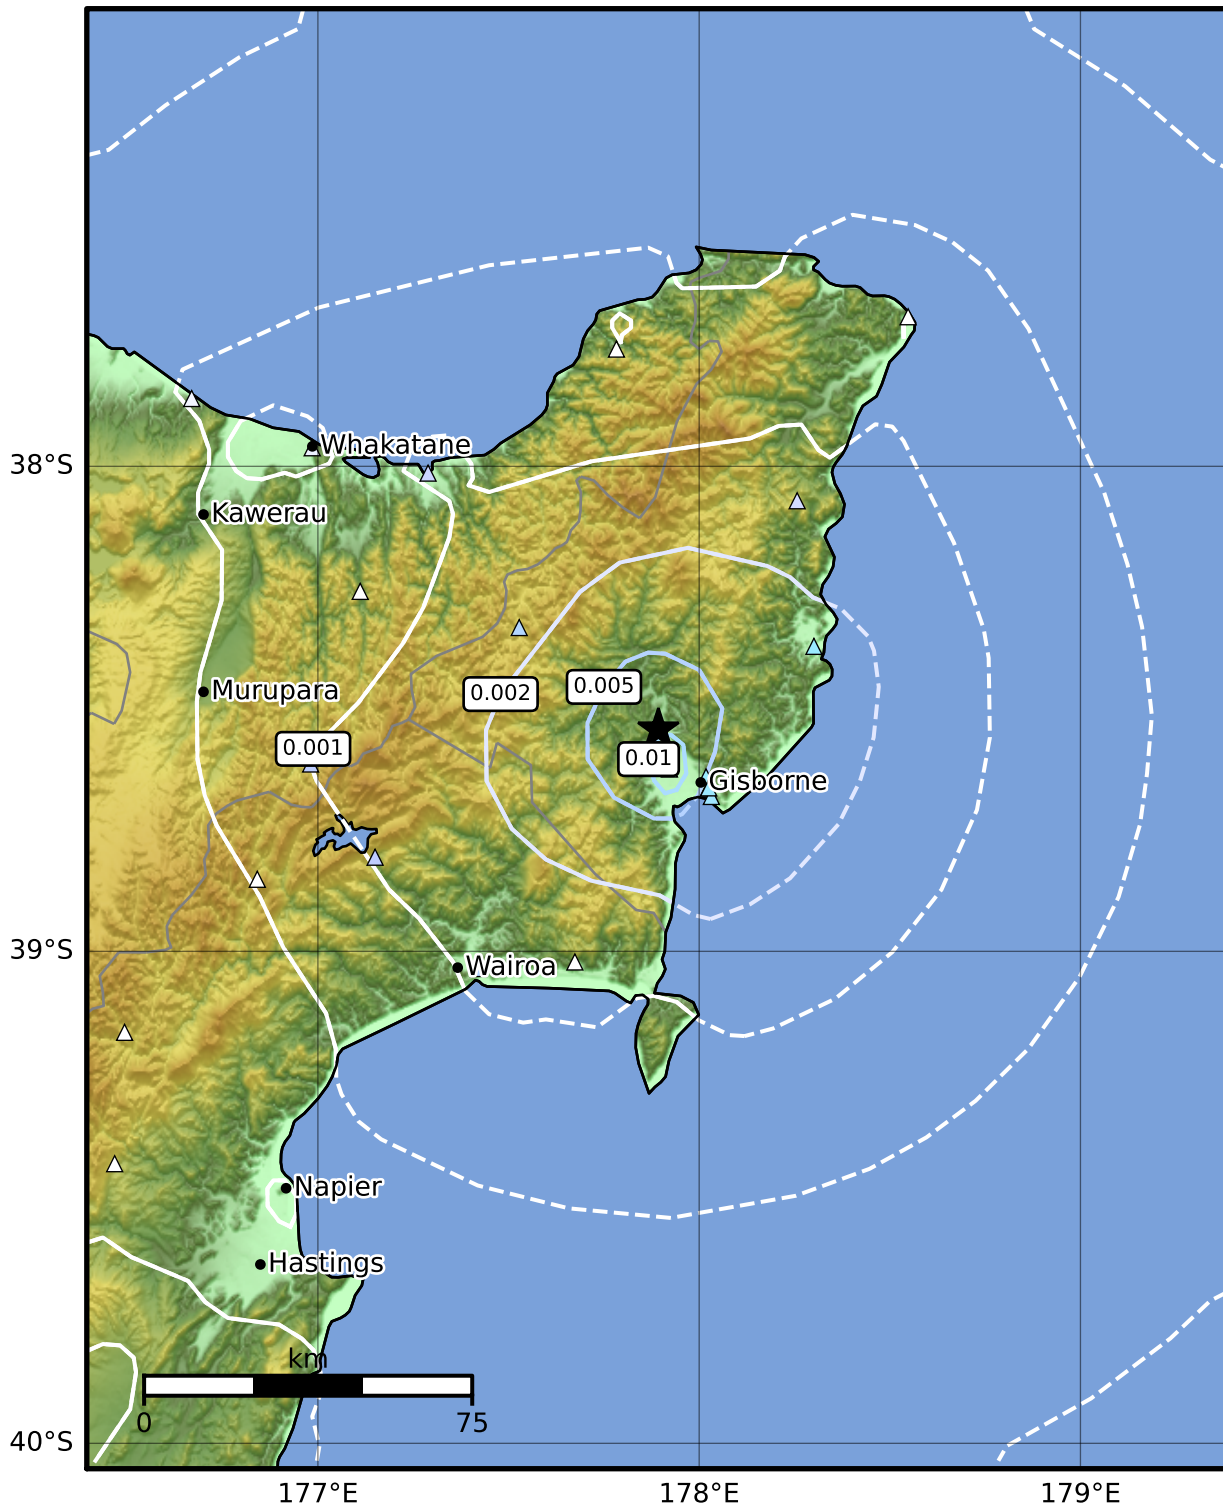 Whakatane
38°S
Kawerau
Murupara
0.002
0.005
0.001
0.01
Gisborne
39°S
Wairoa
Napier
Hastings
km
0
75
40°S
177°E
178°E
179°E